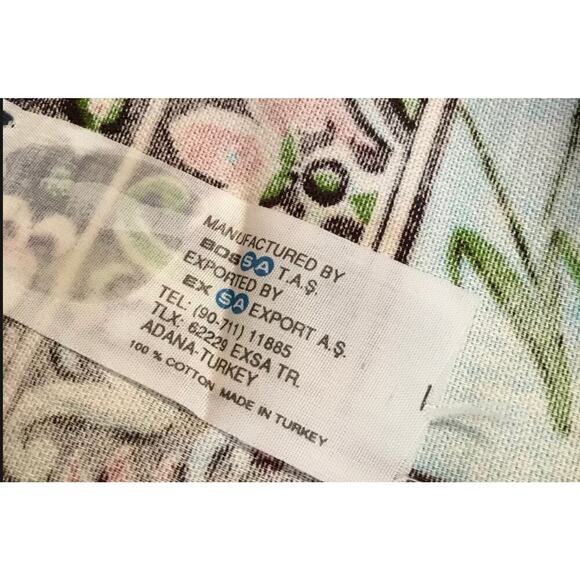 MANUFACTURED BY
BOSSA T.A.Ş.
EXPORTED BY
EXSA EXPORT A.Ş.
TEL: (90-711) 11885
TLX: 62229 EXSA TR.
ADANA-TURKEY
100 % COTTON MADE IN TURKEY